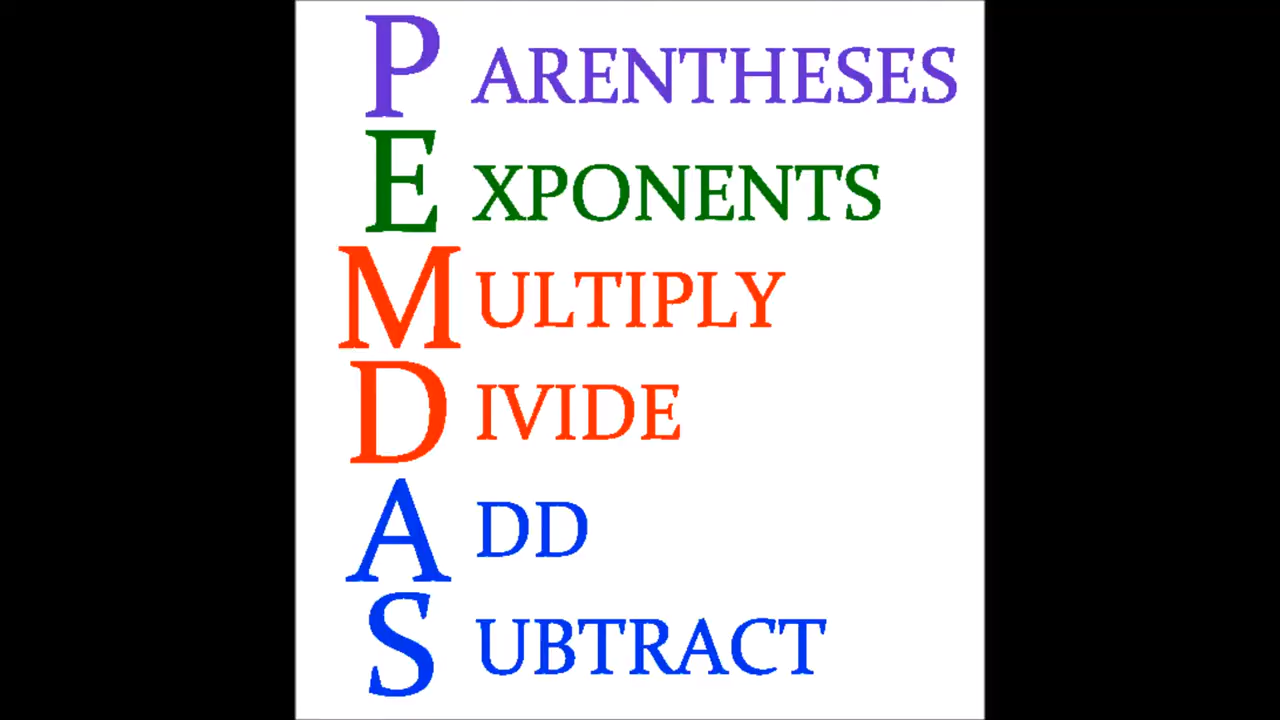 PARENTHESES
EXPONENTS
MULTIPLY
DIVIDE
ADD
SUBTRACT